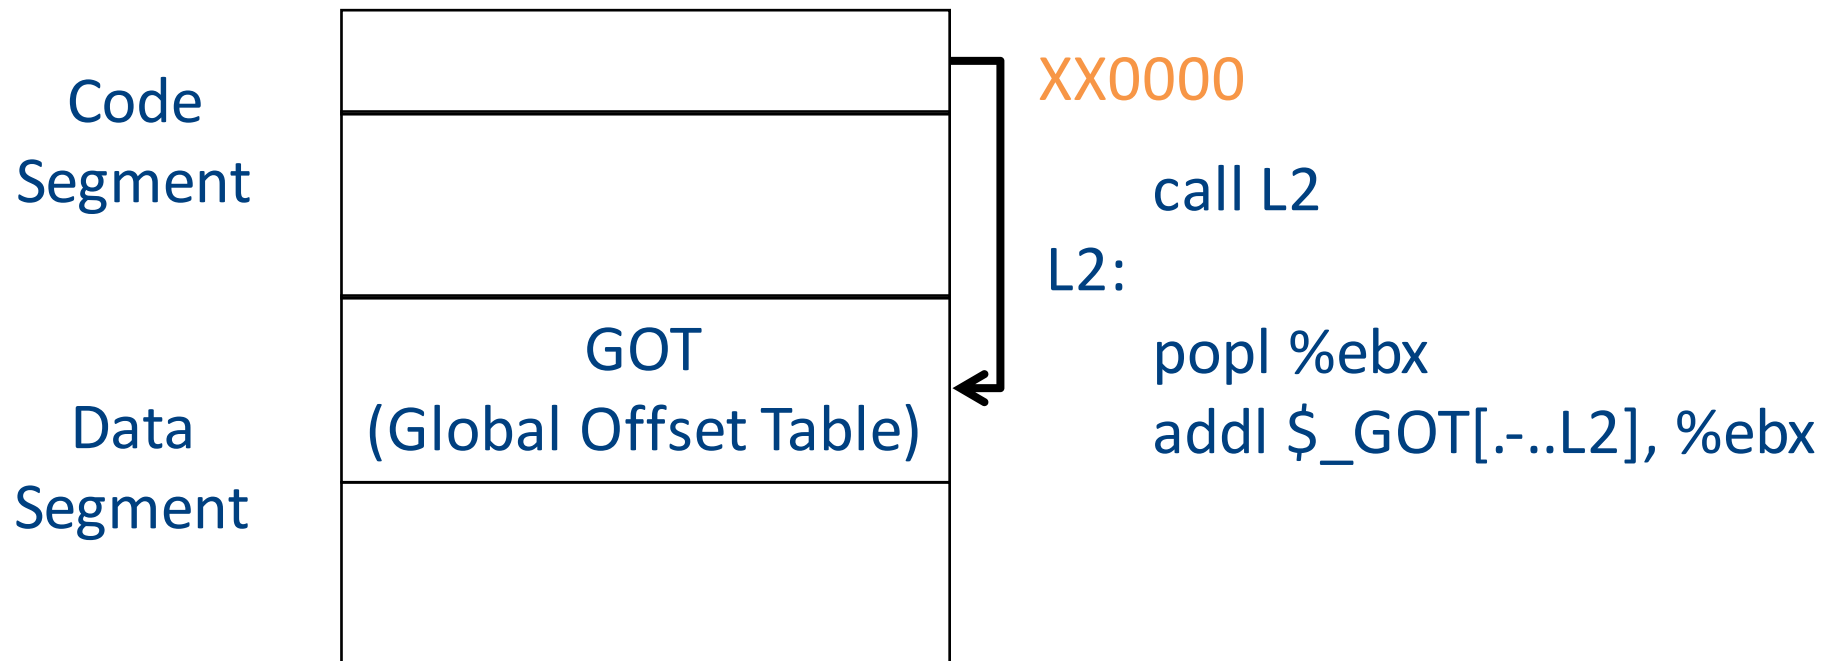 Code
Segment
XX0000
call L2
L2:
popl %ebx
addl $_GOT[.-..L2], %ebx
GOT
(Global Offset Table)
Data
Segment